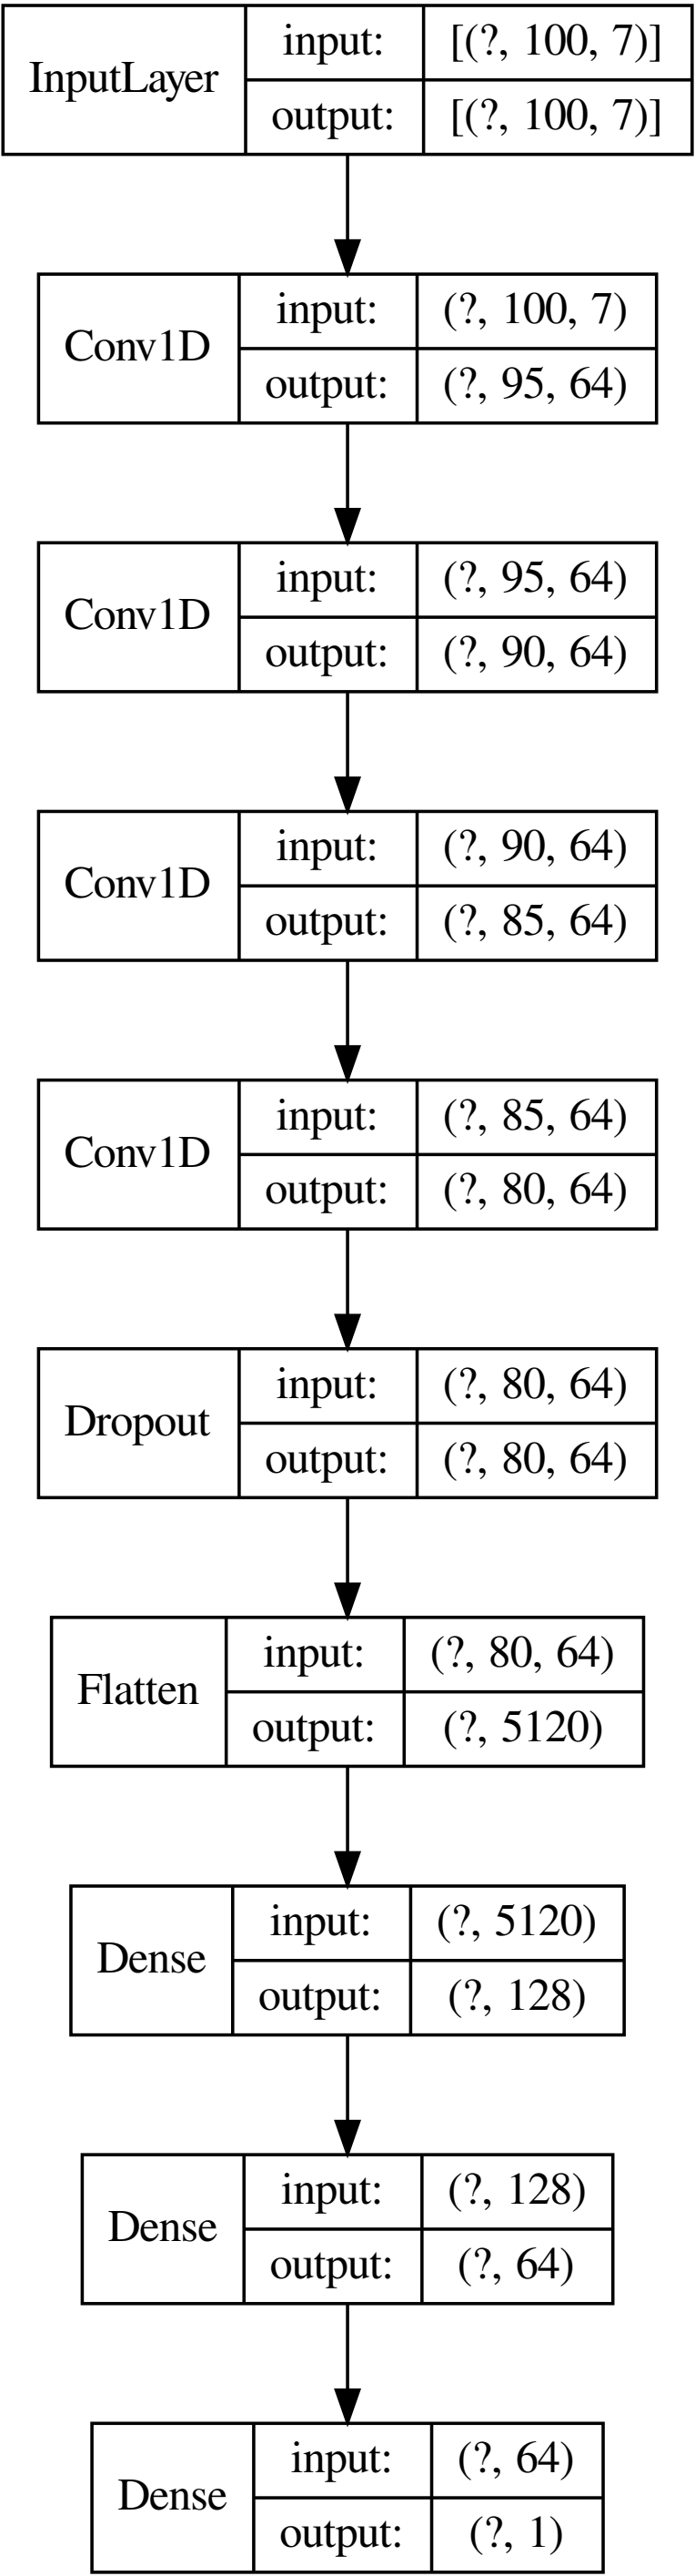 InputLayer
input: [(?, 100, 7)]
output: [(?, 100, 7)]
Conv1D
input: (?, 100, 7)
output: (?, 95, 64)
Conv1D
input: (?, 95, 64)
output: (?, 90, 64)
Conv1D
input: (?, 90, 64)
output: (?, 85, 64)
Conv1D
input: (?, 85, 64)
output: (?, 80, 64)
Dropout
input: (?, 80, 64)
output: (?, 80, 64)
Flatten
input: (?, 80, 64)
output: (?, 5120)
Dense
input: (?, 5120)
output: (?, 128)
Dense
input: (?, 128)
output: (?, 64)
Dense
input: (?, 64)
output: (?, 1)